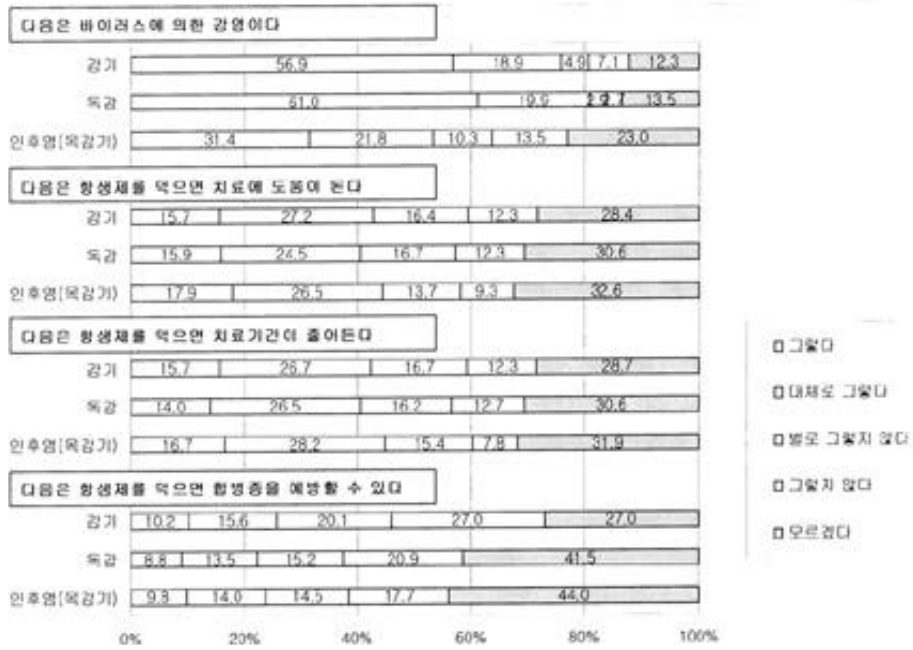 다음은 바이러스에 의한 감염이다
감기 56.9 18.9 4.9 7.1 12.3
독감 61.0 19.9 13.5
인후염(목감기) 31.4 21.8 10.3 13.5 23.0
다음은 항생제를 먹으면 치료에 도움이 된다
감기 15.7 27.2 16.4 12.3 28.4
독감 15.9 24.5 16.7 12.3 30.6
인후염(목감기) 17.9 26.5 13.7 9.3 32.6
다음은 항생제를 먹으면 치료기간이 줄어든다
감기 15.7 26.7 16.7 12.3 28.7
독감 14.0 26.5 16.2 12.7 30.6
인후염(목감기) 16.7 28.2 15.4 7.8 31.9
다음은 항생제를 먹으면 합병증을 예방할 수 있다
감기 10.2 15.6 20.1 27.0 27.0
독감 8.8 13.5 15.2 20.9 41.5
인후염(목감기) 9.8 14.0 14.5 17.7 44.0
0% 20% 40% 60% 80% 100%
그렇다
대체로 그렇다
별로 그렇지 않다
그렇지 않다
모르겠다